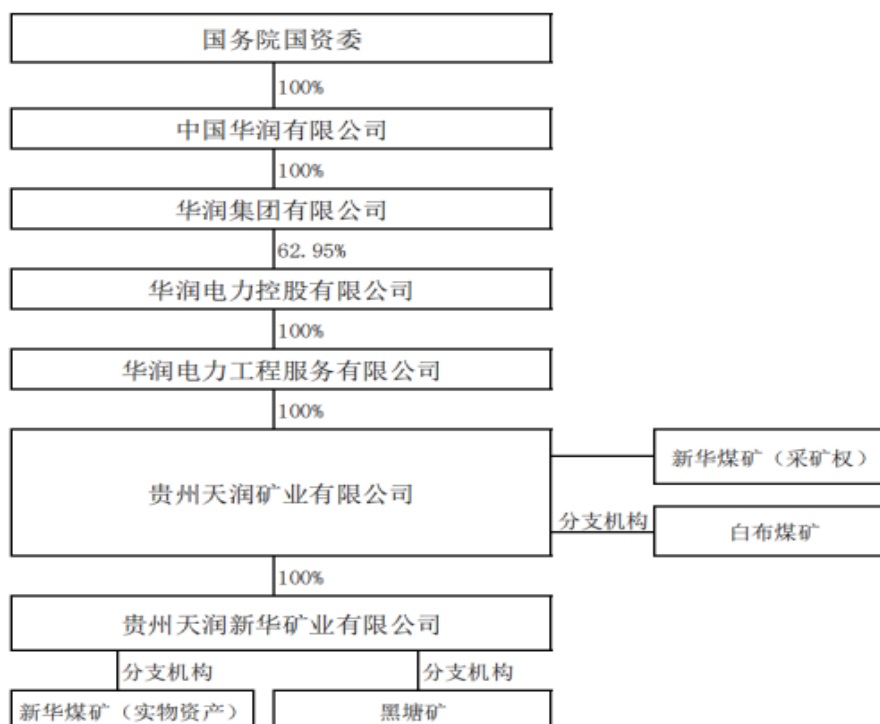 国务院国资委
100%
中国华润有限公司
100%
华润集团有限公司
62.95%
华润电力控股有限公司
100%
华润电力工程服务有限公司
100%
贵州天润矿业有限公司
新华煤矿（采矿权）
分支机构
白布煤矿
100%
贵州天润新华矿业有限公司
分支机构
分支机构
新华煤矿（实物资产）
黑塘矿